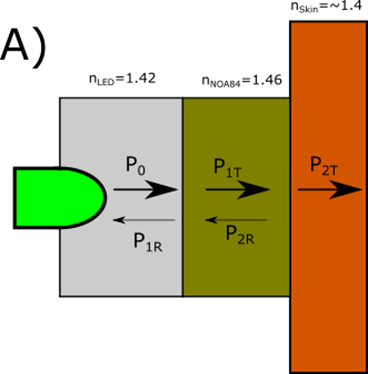 n_Skin=~1.4
A)
n_LED=1.42
n_NOA84=1.46
P_0
P_1T
P_2T
P_1R
P_2R